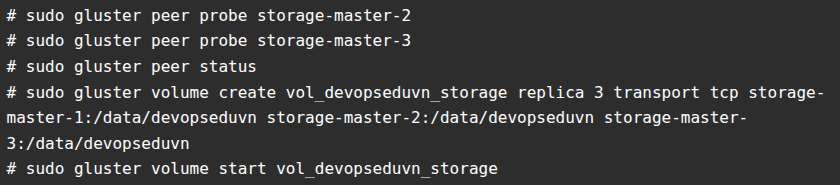 # sudo gluster peer probe storage-master-2
# sudo gluster peer probe storage-master-3
# sudo gluster peer status
# sudo gluster volume create vol_devopseduvn_storage replica 3 transport tcp storage-
master-1:/data/devopseduvn storage-master-2:/data/devopseduvn storage-master-
3:/data/devopseduvn
# sudo gluster volume start vol_devopseduvn_storage